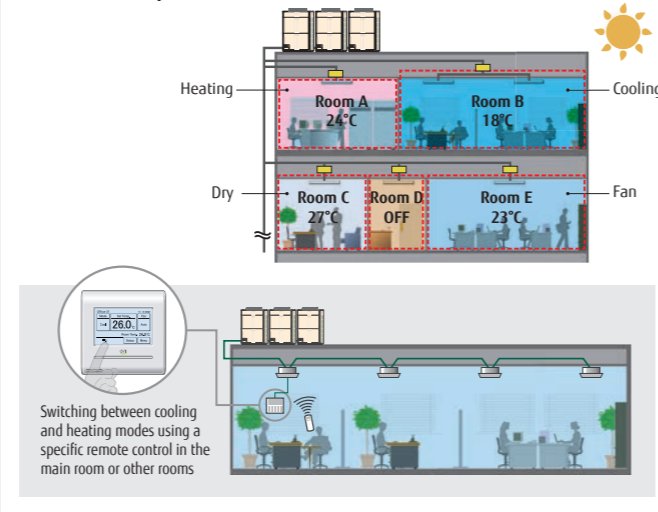 Heating
Room A
24°C
Room B
18°C
Cooling
Dry
Room C
27°C
Room D
OFF
Room E
23°C
Fan
26.0
Switching between cooling
and heating modes using a
specific remote control in the
main room or other rooms